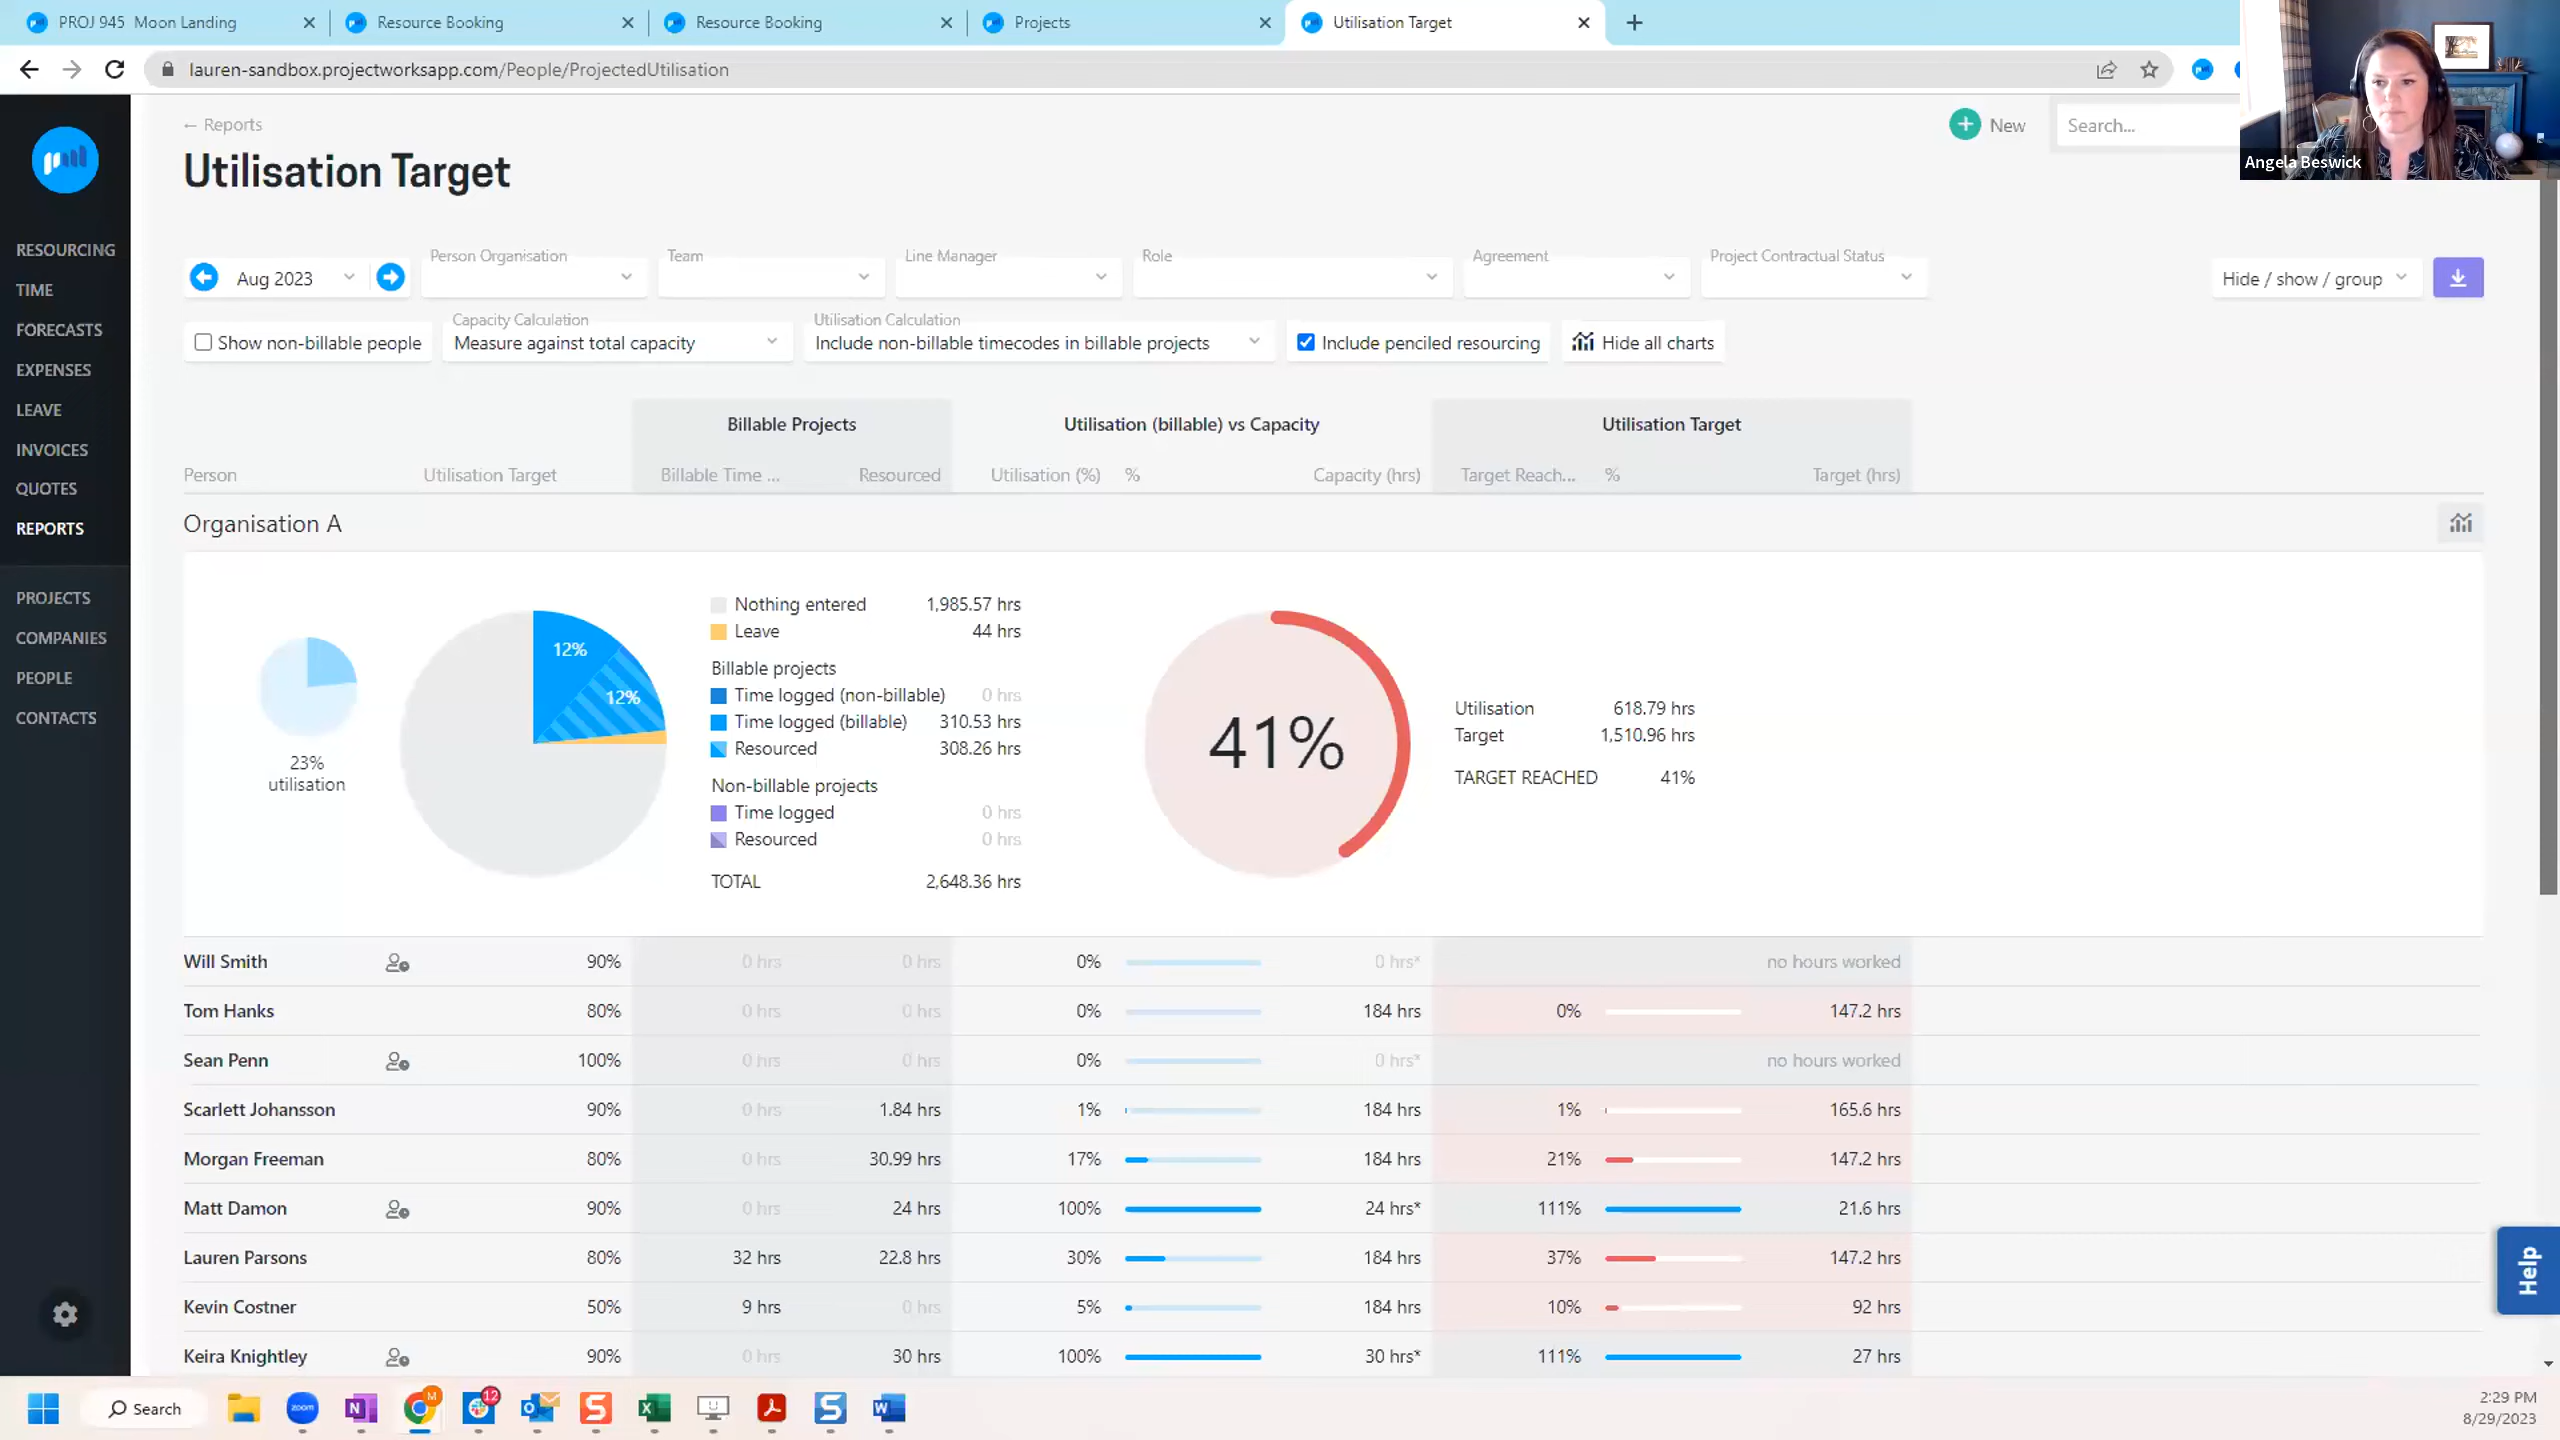 PROJ 945 Moon Landing
Resource Booking
Resource Booking
Projects
Utilisation Target
lauren-sandbox.projectworksapp.com/People/ProjectedUtilisation
Angela Beswick
← Reports
New
Search...
Utilisation Target
RESOURCING
TIME
FORECASTS
EXPENSES
LEAVE
INVOICES
QUOTES
REPORTS
PROJECTS
COMPANIES
PEOPLE
CONTACTS
Aug 2023
Person Organisation
Team
Line Manager
Role
Agreement
Project Contractual Status
Hide / show / group
Show non-billable people
Capacity Calculation
Measure against total capacity
Utilisation Calculation
Include non-billable timecodes in billable projects
Include penciled resourcing
Hide all charts
Billable Projects Utilisation (billable) vs Capacity Utilisation Target
Person Utilisation Target Billable Time ... Resourced Utilisation (%) % Capacity (hrs) Target Reach... % Target (hrs)
Organisation A
23%
utilisation
12%
12%
Nothing entered 1,985.57 hrs
Leave 44 hrs
Billable projects
Time logged (non-billable) 0 hrs
Time logged (billable) 310.53 hrs
Resourced 308.26 hrs
Non-billable projects
Time logged 0 hrs
Resourced 0 hrs
TOTAL 2,648.36 hrs
41%
Utilisation 618.79 hrs
Target 1,510.96 hrs
TARGET REACHED 41%
Will Smith 90% 0 hrs 0 hrs 0% 0 hrs* no hours worked
Tom Hanks 80% 0 hrs 0 hrs 0% 184 hrs 0% 147.2 hrs
Sean Penn 100% 0 hrs 0 hrs 0% 0 hrs* no hours worked
Scarlett Johansson 90% 0 hrs 1.84 hrs 1% 184 hrs 1% 165.6 hrs
Morgan Freeman 80% 0 hrs 30.99 hrs 17% 184 hrs 21% 147.2 hrs
Matt Damon 90% 0 hrs 24 hrs 100% 24 hrs* 111% 21.6 hrs
Lauren Parsons 80% 32 hrs 22.8 hrs 30% 184 hrs 37% 147.2 hrs
Kevin Costner 50% 9 hrs 0 hrs 5% 184 hrs 10% 92 hrs
Keira Knightley 90% 0 hrs 30 hrs 100% 30 hrs* 111% 27 hrs
Help
Search
zoom
N
M
12
O
S
X
S
W
2:29 PM
8/29/2023